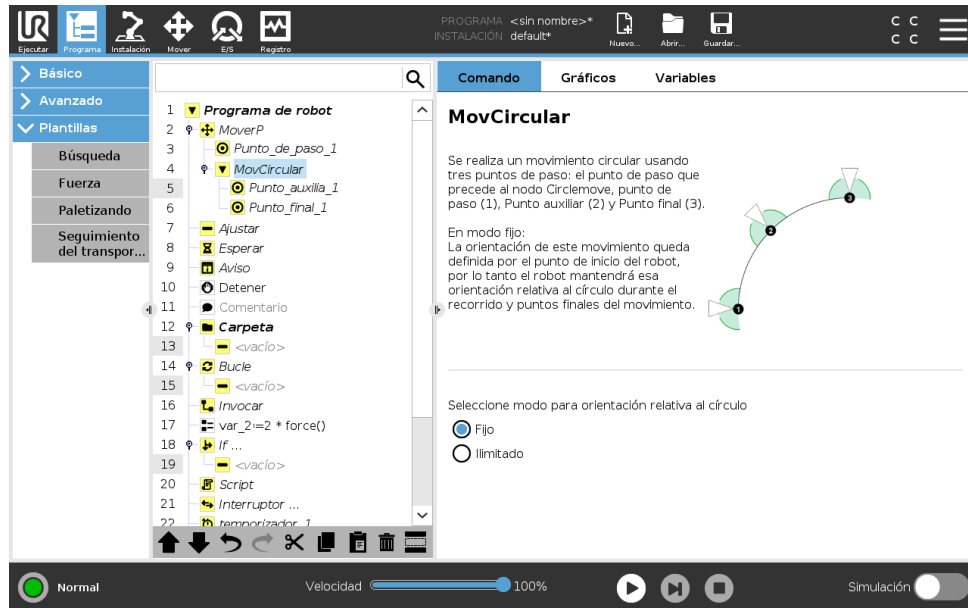 PROGRAMA <sin nombre>*
INSTALACIÓN default*
Ejecutar
Programa
Instalación
Mover
E/S
Registro
Nuevo...
Abrir...
Guardar...
C C
C C
Básico
Avanzado
Plantillas
Búsqueda
Fuerza
Paletizando
Seguimiento
del transpor...
1 Programa de robot
2 MoverP
3 Punto_de_paso_1
4 MovCircular
5 Punto_auxilia_1
6 Punto_final_1
7 Ajustar
8 Esperar
9 Aviso
10 Detener
11 Comentario
12 Carpeta
13 <vacío>
14 Bucle
15 <vacío>
16 Invocar
17 var_2:=2 * force()
18 If ...
19 <vacío>
20 Script
21 Interruptor ...
22 temporizador_1
Comando Gráficos Variables
MovCircular
Se realiza un movimiento circular usando
tres puntos de paso: el punto de paso que
precede al nodo Circlemove, punto de
paso (1), Punto auxiliar (2) y Punto final (3).
En modo fijo:
La orientación de este movimiento queda
definida por el punto de inicio del robot,
por lo tanto el robot mantendrá esa
orientación relativa al círculo durante el
recorrido y puntos finales del movimiento.
3
2
1
Seleccione modo para orientación relativa al círculo
Fijo
Ilimitado
Normal
Velocidad 100%
Simulación